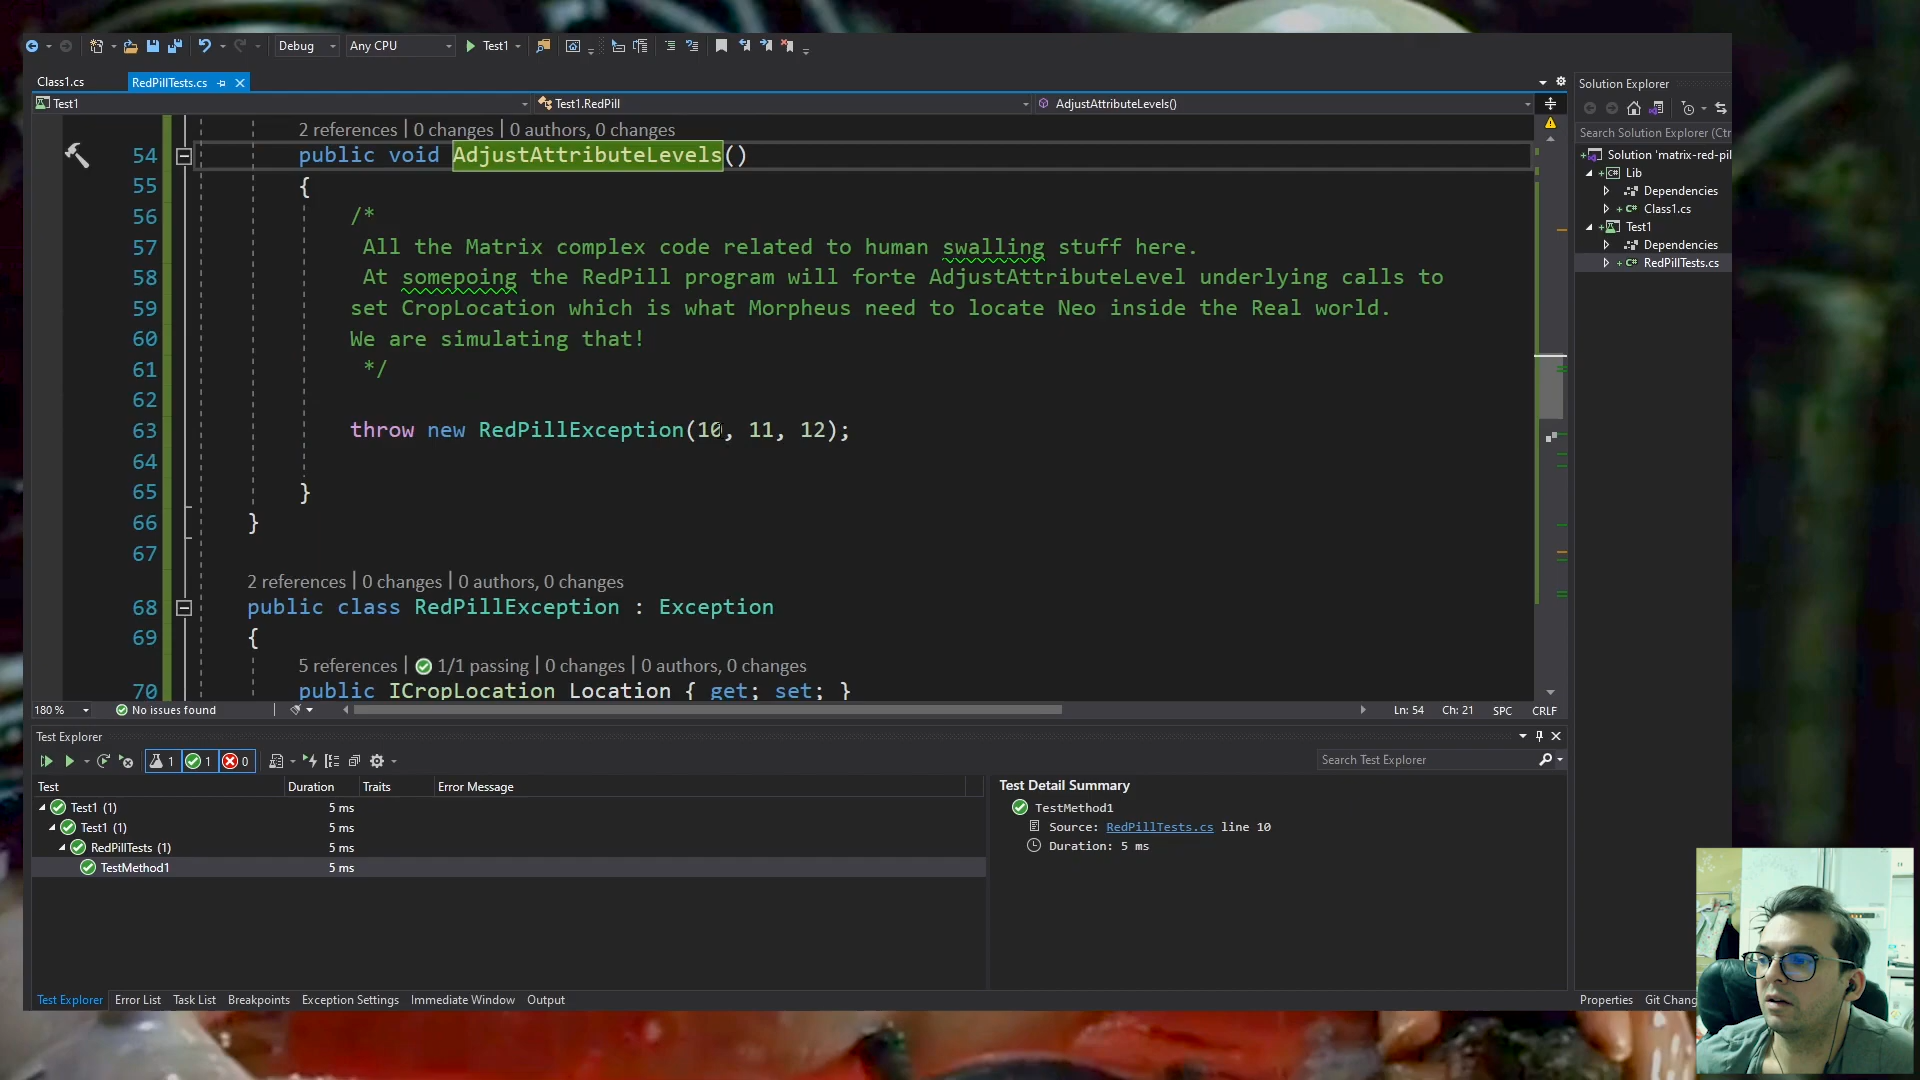 Debug
Any CPU
Test1
Class1.cs
RedPillTests.cs
Solution Explorer
Test1
Test1.RedPill
AdjustAttributeLevels()
Search Solution Explorer (Ctr
Solution 'matrix-red-pil
Lib
Dependencies
Class1.cs
Test1
Dependencies
RedPillTests.cs
2 references | 0 changes | 0 authors, 0 changes
54 public void AdjustAttributeLevels()
55 {
56 /*
57 All the Matrix complex code related to human swalling stuff here.
58 At somepoing the RedPill program will forte AdjustAttributeLevel underlying calls to
59 set CropLocation which is what Morpheus need to locate Neo inside the Real world.
60 We are simulating that!
61 */
62
63 throw new RedPillException(10, 11, 12);
64
65 }
66 }
67
2 references | 0 changes | 0 authors, 0 changes
68 public class RedPillException : Exception
69 {
5 references | 1/1 passing | 0 changes | 0 authors, 0 changes
70 public ICropLocation Location { get; set; }
180 % No issues found Ln: 54 Ch: 21 SPC CRLF
Test Explorer
1 1 0
Search Test Explorer
Test Duration Traits Error Message
Test1 (1) 5 ms
Test1 (1) 5 ms
RedPillTests (1) 5 ms
TestMethod1 5 ms
Test Detail Summary
TestMethod1
Source: RedPillTests.cs line 10
Duration: 5 ms
Test Explorer Error List Task List Breakpoints Exception Settings Immediate Window Output
Properties Git Chang